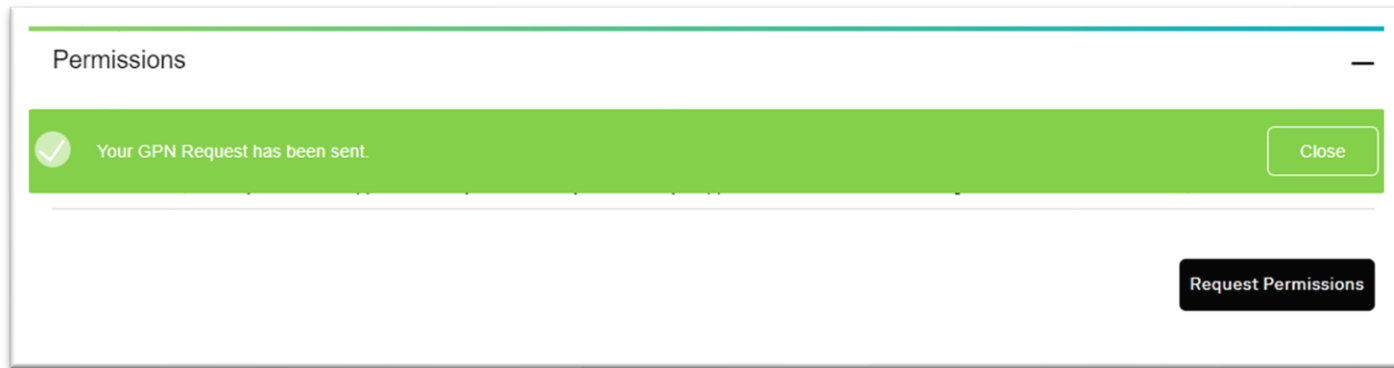 Permissions
Your GPN Request has been sent.
Close
Request Permissions